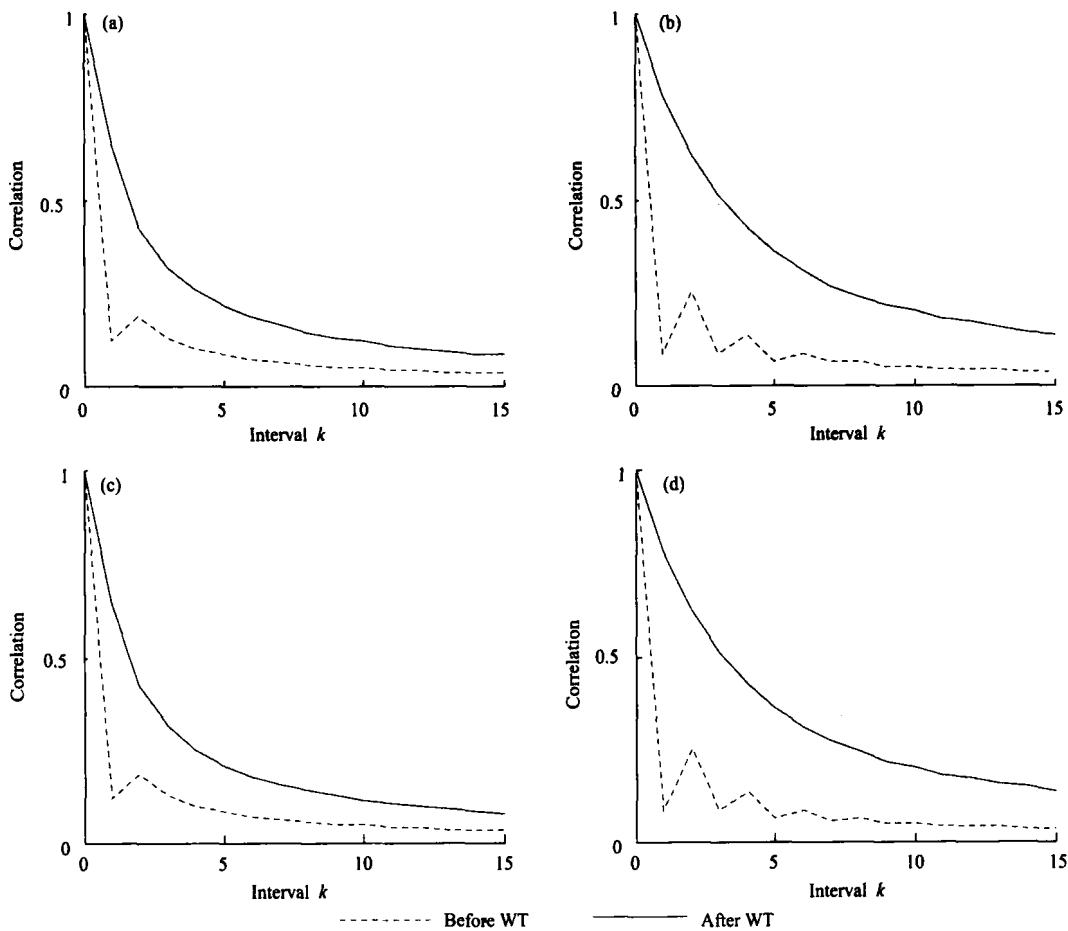 1
(a)
Correlation
0.5
0
0
5
10
15
Interval k
1
(b)
Correlation
0.5
0
0
5
10
15
Interval k
1
(c)
Correlation
0.5
0
0
5
10
15
Interval k
1
(d)
Correlation
0.5
0
0
5
10
15
Interval k
Before WT
After WT